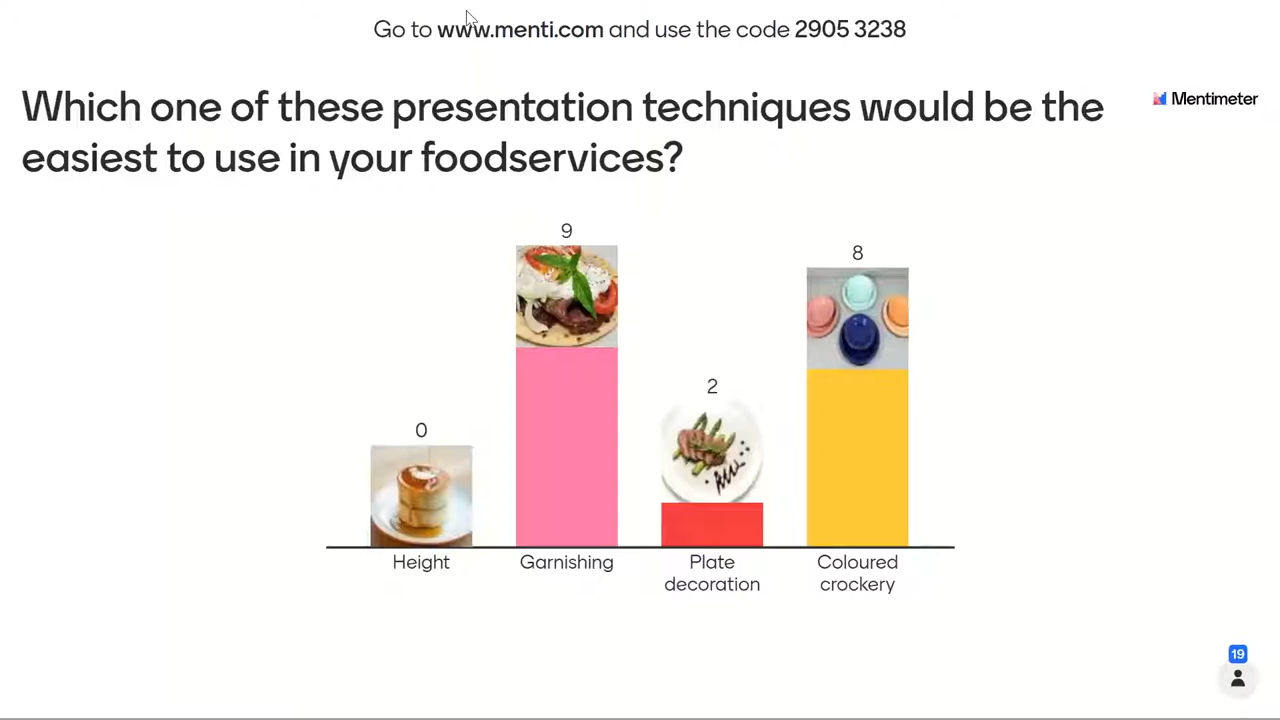 Go to www.menti.com and use the code 2905 3238
Which one of these presentation techniques would be the
easiest to use in your foodservices?
Mentimeter
9
8
2
0
Height
Garnishing
Plate
decoration
Coloured
crockery
19